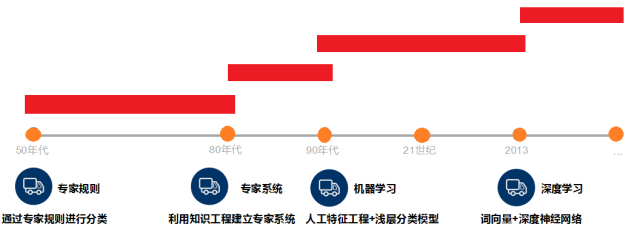 50年代 80年代 90年代 21世纪 2013 ...
专家规则 专家系统 机器学习 深度学习
通过专家规则进行分类 利用知识工程建立专家系统 人工特征工程+浅层分类模型 词向量+深度神经网络